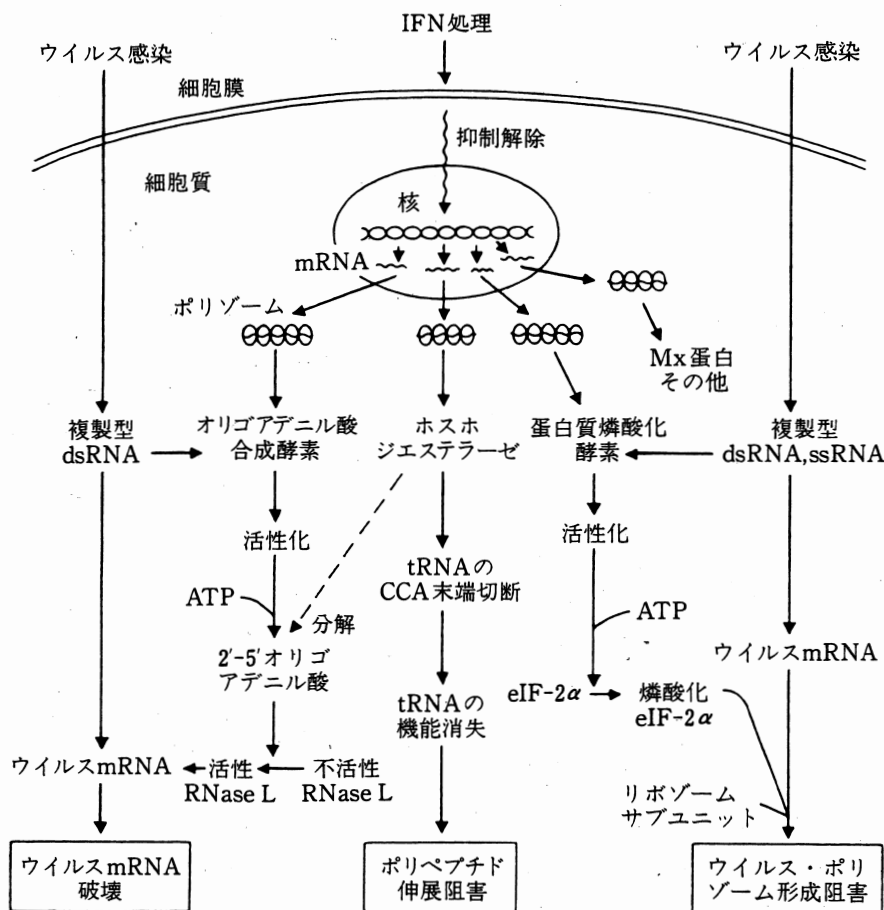 IFN処理
ウイルス感染
ウイルス感染
細胞膜
抑制解除
細胞質
核
mRNA
ポリゾーム
Mx蛋白
その他
複製型
dsRNA
オリゴアデニル酸
合成酵素
ホスホ
ジエステラーゼ
蛋白質燐酸化
酵素
複製型
dsRNA,ssRNA
活性化
活性化
tRNAの
CCA末端切断
ATP
分解
ATP
2′-5′オリゴ
アデニル酸
ウイルスmRNA
tRNAの
機能消失
eIF-2α
燐酸化
eIF-2α
ウイルスmRNA
活性
RNase L
不活性
RNase L
リボゾーム
サブユニット
ウイルスmRNA
破壊
ポリペプチド
伸展阻害
ウイルス・ポリ
ゾーム形成阻害